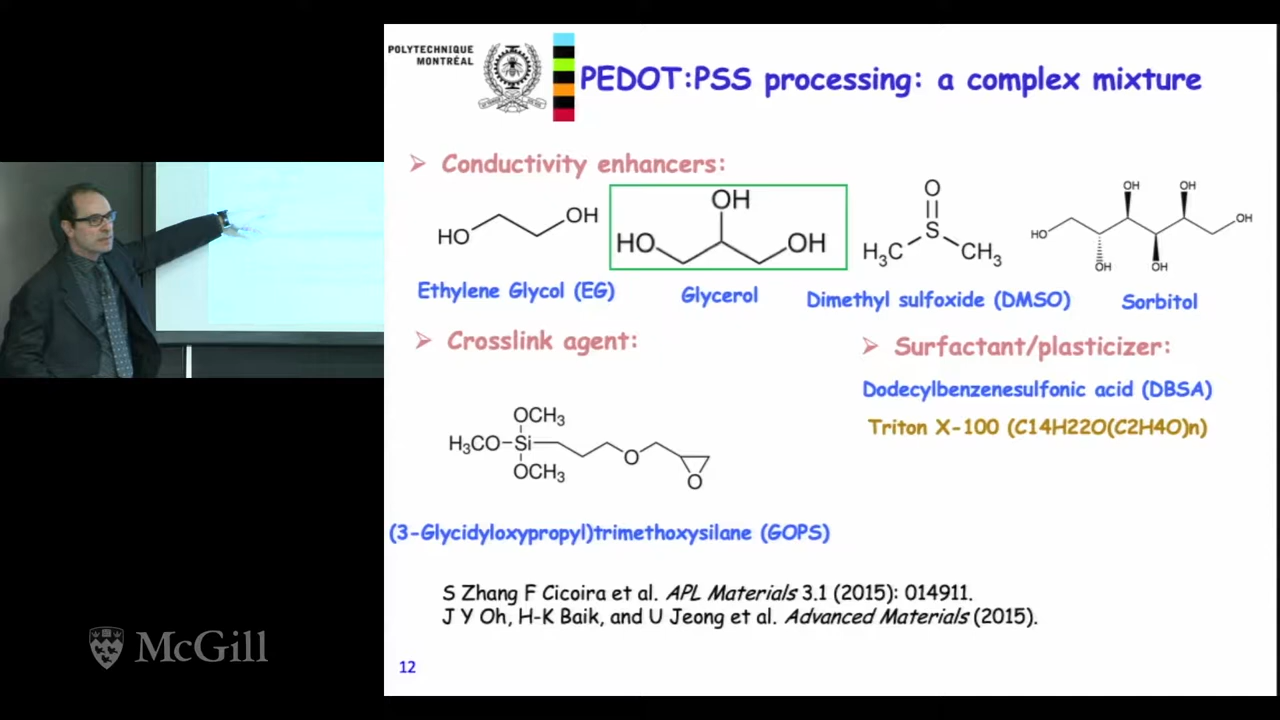 POLYTECHNIQUE
MONTRÉAL
PEDOT:PSS processing: a complex mixture
Conductivity enhancers:
HO OH
OH
HO OH
O
S
H₃C CH₃
OH OH
HO OH
OH OH
Ethylene Glycol (EG)
Glycerol
Dimethyl sulfoxide (DMSO)
Sorbitol
Crosslink agent:
Surfactant/plasticizer:
Dodecylbenzenesulfonic acid (DBSA)
Triton X-100 (C14H22O(C2H4O)n)
OCH₃
H₃CO-Si O
OCH₃ O
(3-Glycidyloxypropyl)trimethoxysilane (GOPS)
S Zhang F Cicoira et al. APL Materials 3.1 (2015): 014911.
J Y Oh, H-K Baik, and U Jeong et al. Advanced Materials (2015).
McGill
12